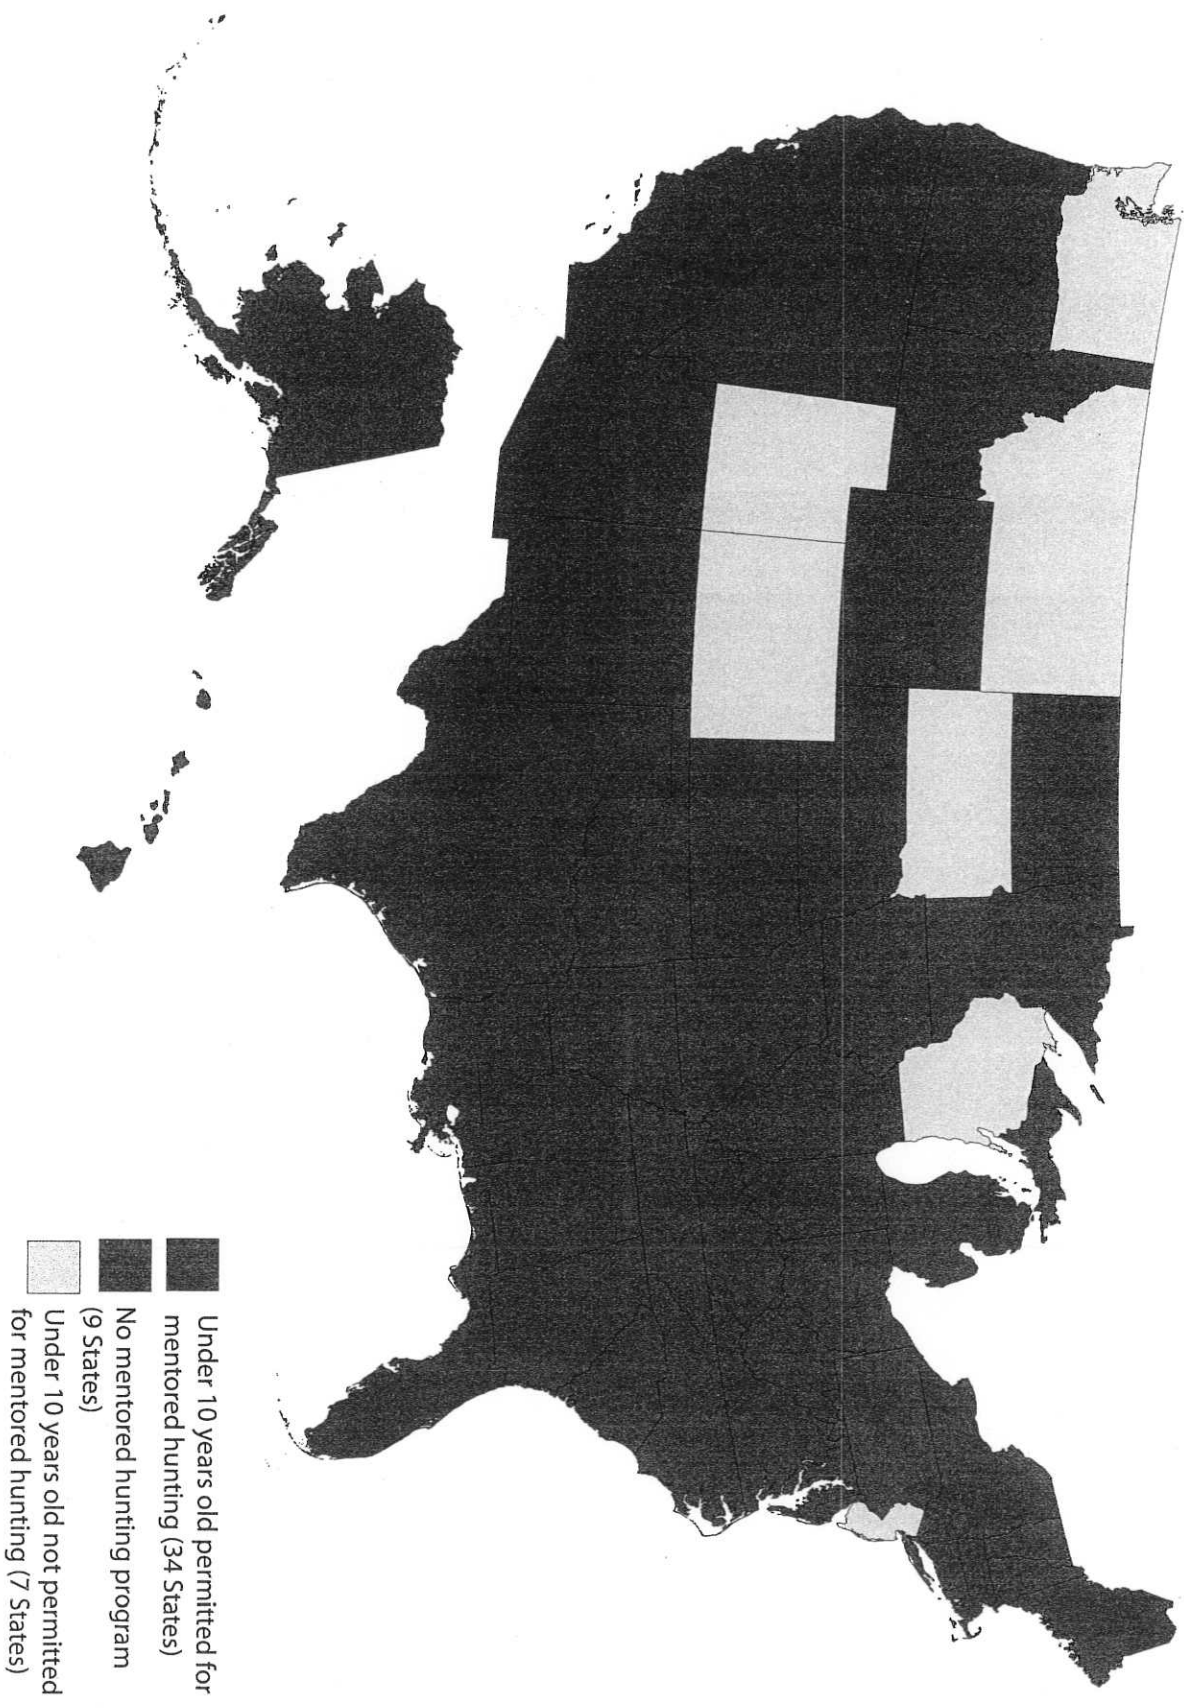 Under 10 years old permitted for
mentored hunting (34 States)
No mentored hunting program
(9 States)
Under 10 years old not permitted
for mentored hunting (7 States)